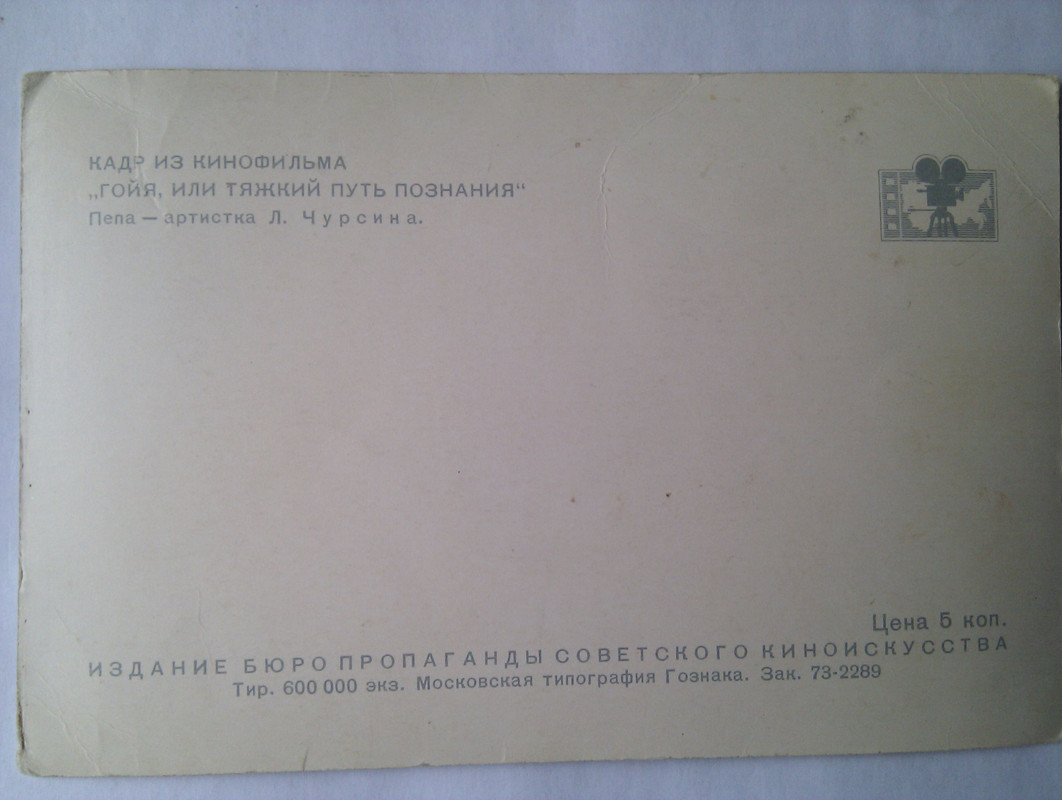 КАДР ИЗ КИНОФИЛЬМА
„ГОЙЯ, ИЛИ ТЯЖКИЙ ПУТЬ ПОЗНАНИЯ“
Пепа — артистка Л. Чурсина.
Цена 5 коп.
ИЗДАНИЕ БЮРО ПРОПАГАНДЫ СОВЕТСКОГО КИНОИСКУССТВА
Тир. 600 000 экз. Московская типография Гознака. Зак. 73-2289